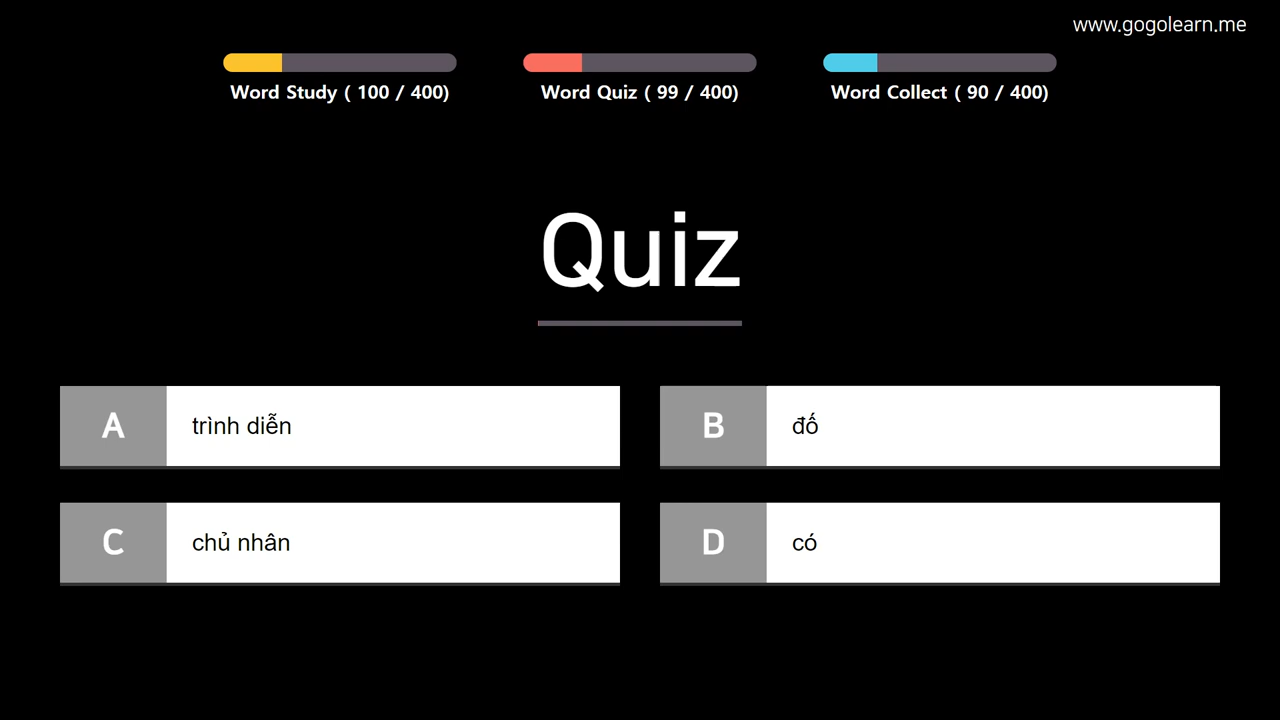 www.gogolearn.me
Word Study ( 100 / 400)
Word Quiz ( 99 / 400)
Word Collect ( 90 / 400)
Quiz
A
trình diễn
B
đố
C
chủ nhân
D
có